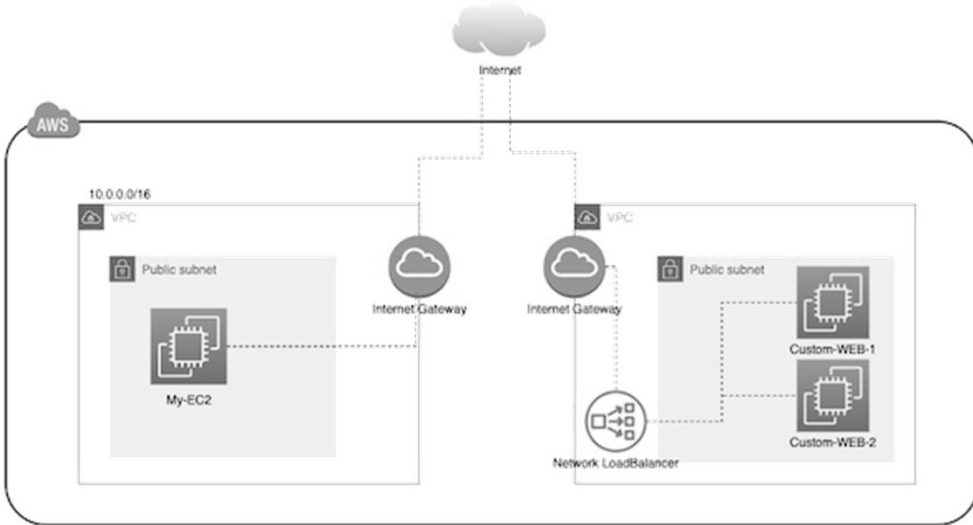 Internet
AWS
10.0.0.0/16
VPC
VPC
Public subnet
Public subnet
Internet Gateway
Internet Gateway
My-EC2
Custom-WEB-1
Custom-WEB-2
Network LoadBalancer